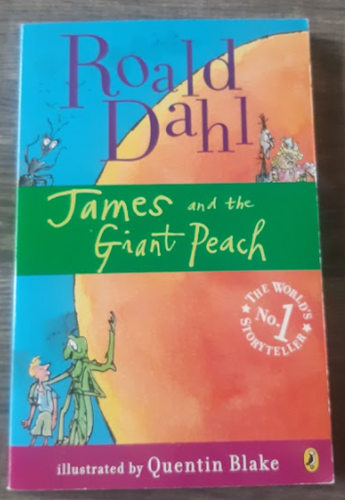 Roald
Dahl
James and the
Giant Peach
THE WORLD'S
No.1
STORYTELLER
illustrated by Quentin Blake